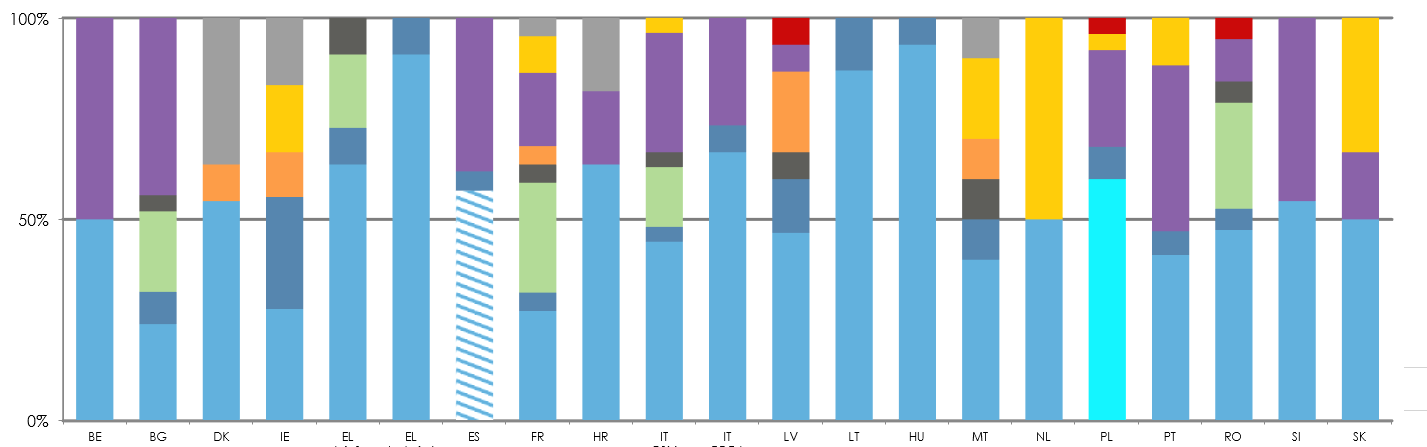 100%
50%
0%
BE BG DK IE EL EL ES FR HR IT IT LV LT HU MT NL PL PT RO SI SK